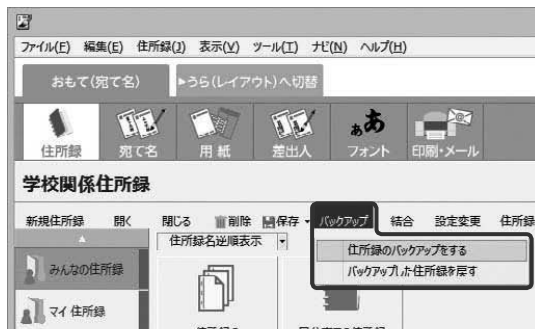 ファイル(F) 編集(E) 住所録(J) 表示(V) ツール(T) ナビ(N) ヘルプ(H)
おもて(宛て名) ▶うら(レイアウト)へ切替
住所録 宛て名 用紙 差出人 フォント 印刷・メール
学校関係住所録
新規住所録 開く 閉じる 削除 保存 バックアップ 結合 設定変更 住所録
住所録名逆順表示
住所録のバックアップをする
バックアップした住所録を戻す
みんなの住所録
マイ住所録